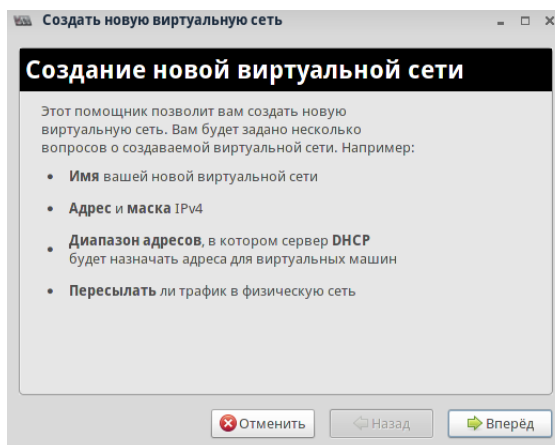 Создать новую виртуальную сеть
Создание новой виртуальной сети
Этот помощник позволит вам создать новую
виртуальную сеть. Вам будет задано несколько
вопросов о создаваемой виртуальной сети. Например:
• Имя вашей новой виртуальной сети
• Адрес и маска IPv4
• Диапазон адресов, в котором сервер DHCP
будет назначать адреса для виртуальных машин
• Пересылать ли трафик в физическую сеть
Отменить
Назад
Вперёд